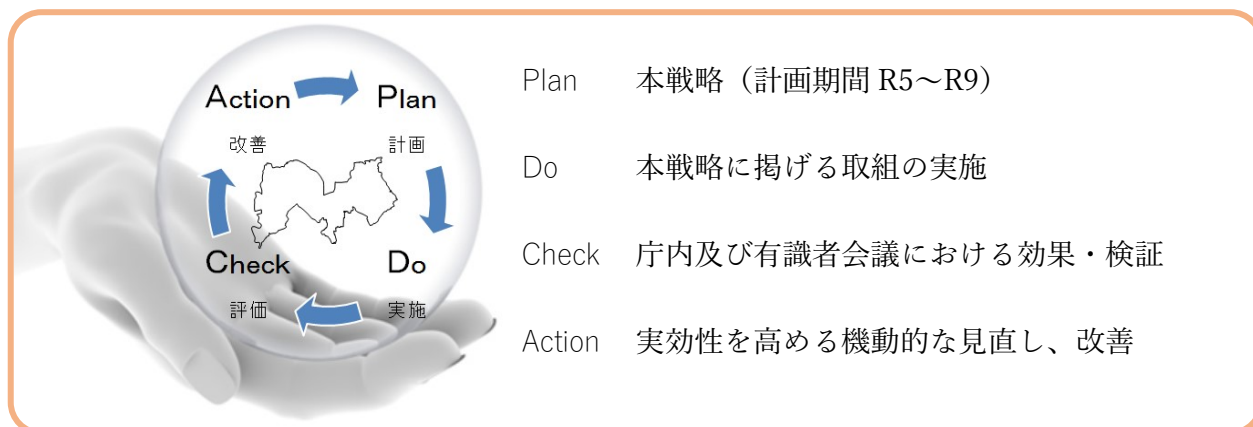 Action Plan
改善 計画
Check Do
評価 実施
Plan 本戦略（計画期間 R5～R9）
Do 本戦略に掲げる取組の実施
Check 庁内及び有識者会議における効果・検証
Action 実効性を高める機動的な見直し、改善